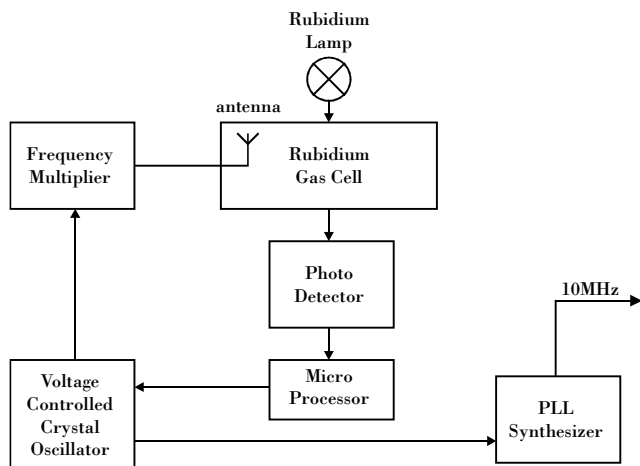 Rubidium
Lamp
antenna
Frequency
Multiplier
Rubidium
Gas Cell
Photo
Detector
10MHz
Voltage
Controlled
Crystal
Oscillator
Micro
Processor
PLL
Synthesizer